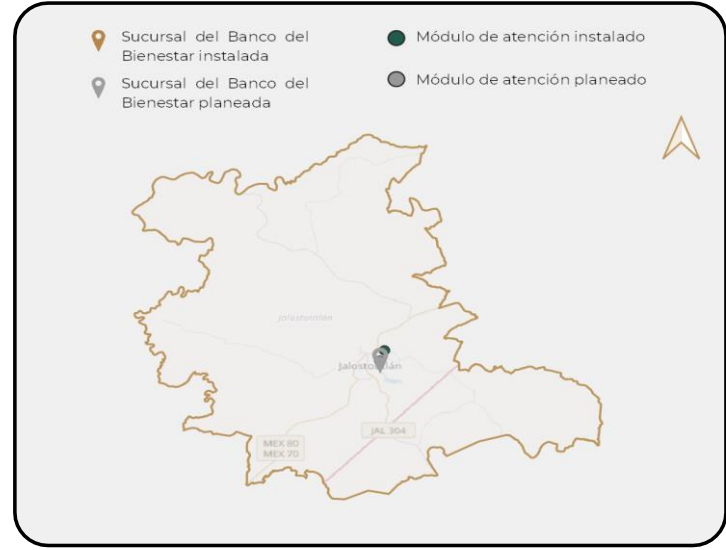 Sucursal del Banco del
Bienestar instalada
Sucursal del Banco del
Bienestar planeada
Módulo de atención instalado
Módulo de atención planeado
Jalostotitlán
Jalostotitlán
JAL 304
MEX 80
MEX 70